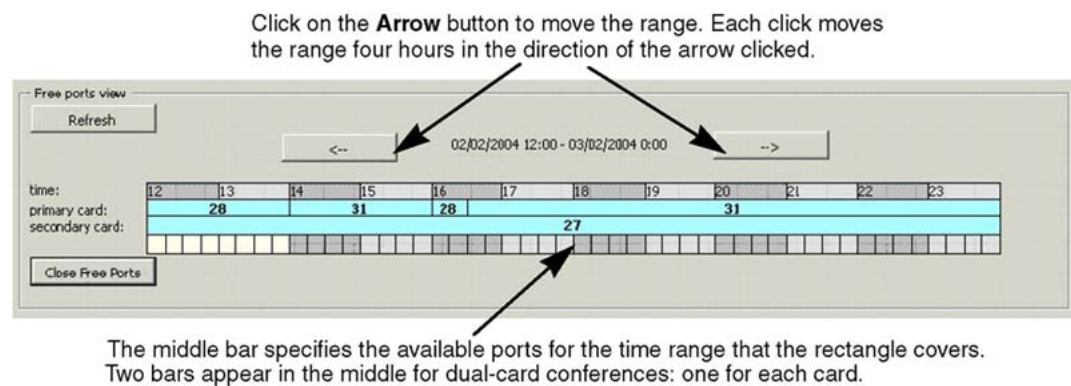 Click on the Arrow button to move the range. Each click moves
the range four hours in the direction of the arrow clicked.
Free ports view
Refresh
<-- 02/02/2004 12:00 - 03/02/2004 0:00 -->
time: 12 13 14 15 16 17 18 19 20 21 22 23
primary card: 28 31 28 31
secondary card: 27
Close Free Ports
The middle bar specifies the available ports for the time range that the rectangle covers.
Two bars appear in the middle for dual-card conferences: one for each card.